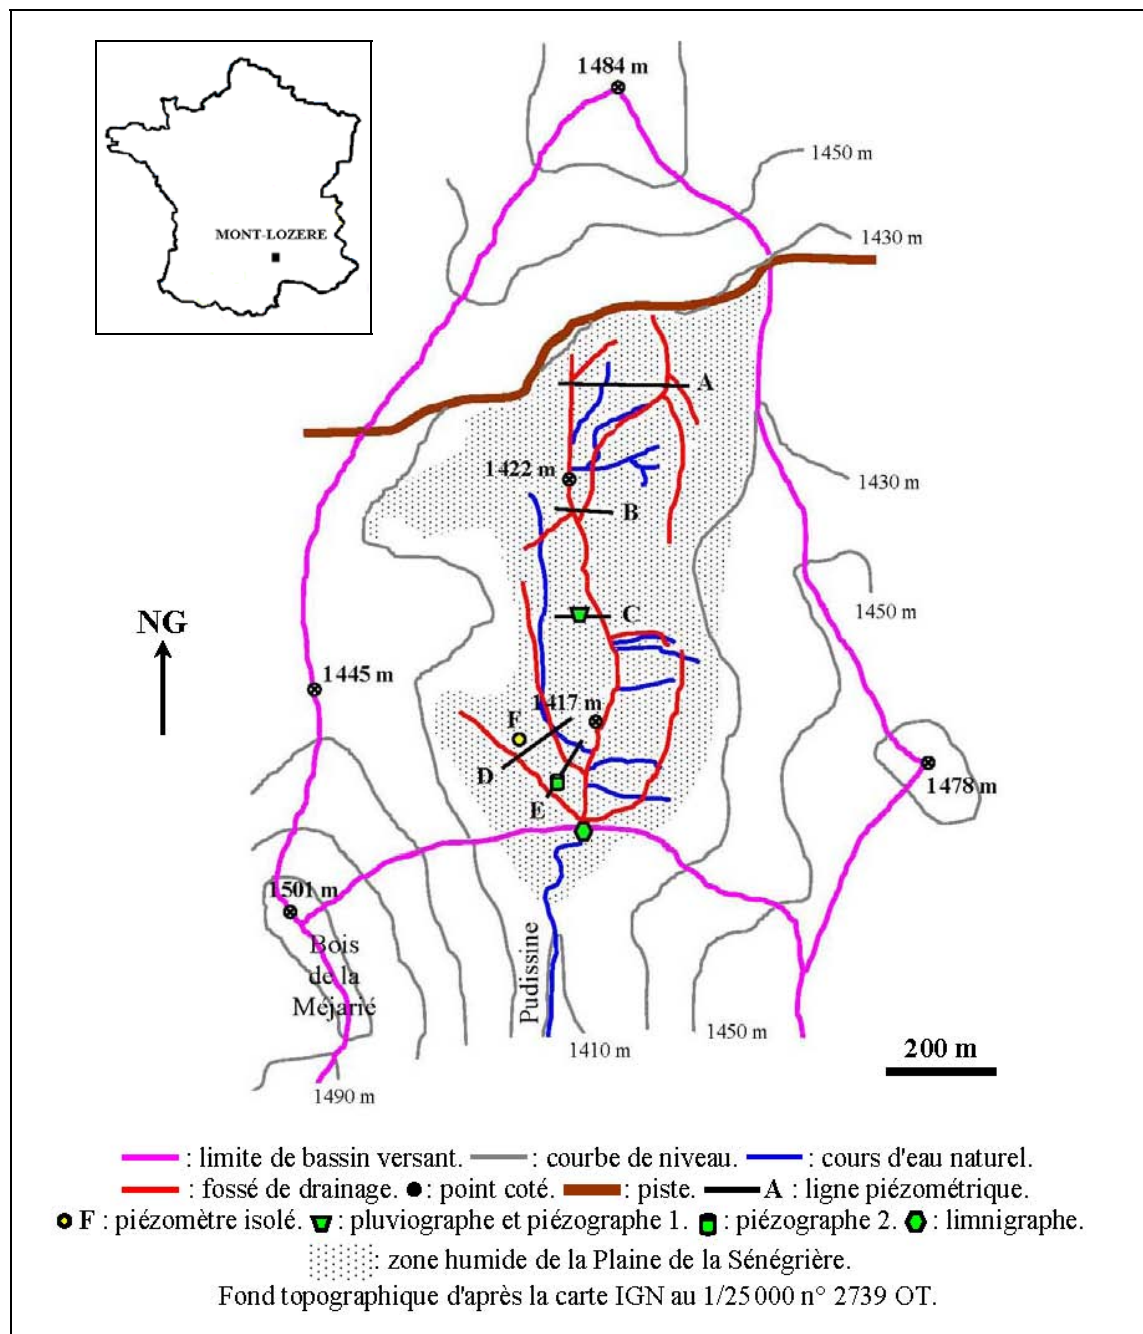 1484 m
1450 m
MONT-LOZERE
1430 m
A
1422 m
1430 m
B
NG
C
1450 m
1445 m
1417 m
F
D
1478 m
E
1501 m
Bois
de la
Méjarié
Pudissine
1450 m
1410 m
200 m
1490 m
: limite de bassin versant. : courbe de niveau. : cours d'eau naturel.
: fossé de drainage. : point coté. : piste. A : ligne piézométrique.
F : piézomètre isolé. : pluviographe et piézographe 1. : piézographe 2. : limnigraphe.
: zone humide de la Plaine de la Sénégrière.
Fond topographique d'après la carte IGN au 1/25000 n° 2739 OT.